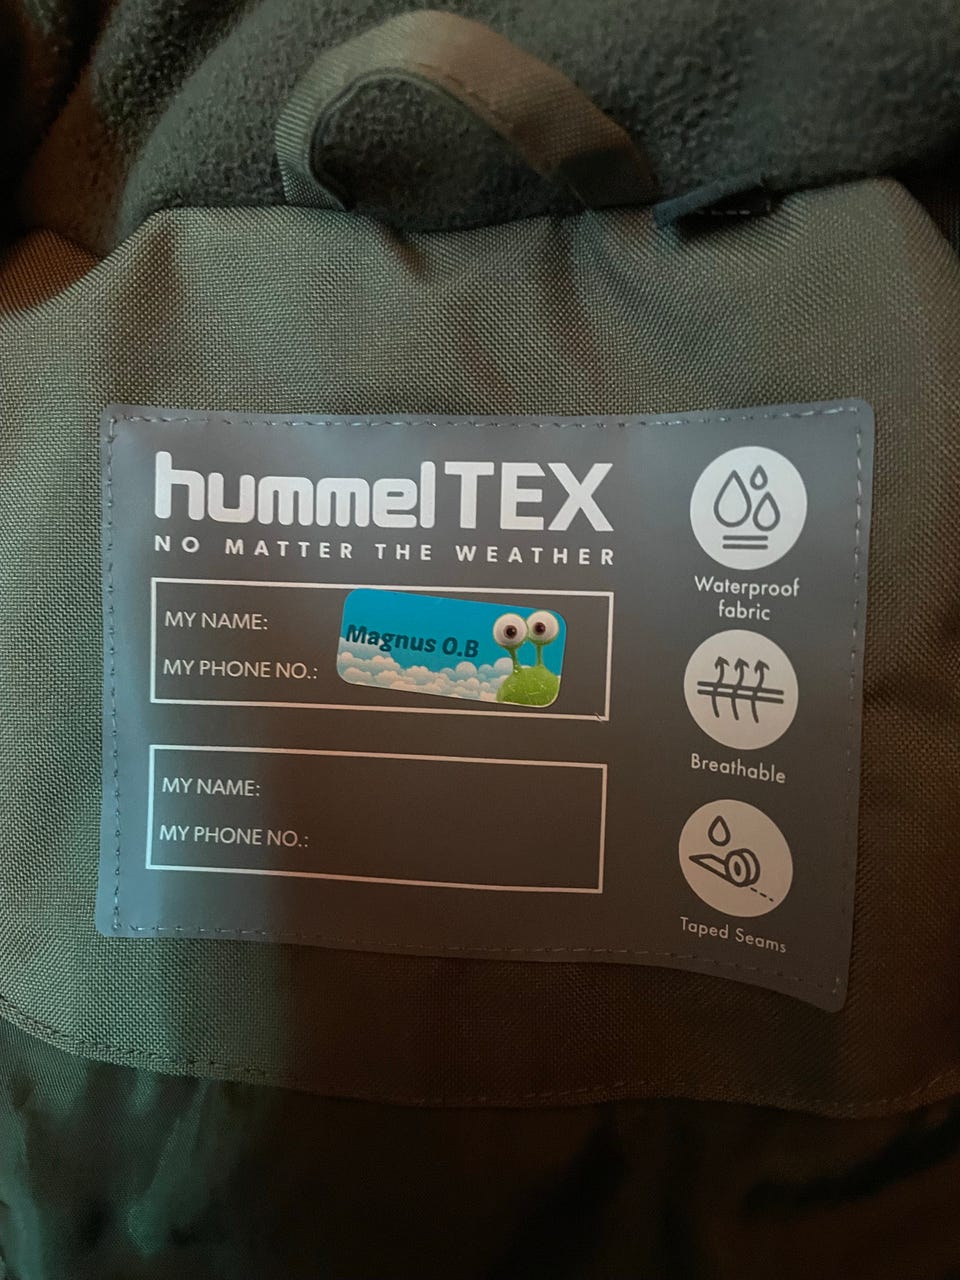 hummelTEX
NO MATTER THE WEATHER
MY NAME:
Magnus O.B
MY PHONE NO.:
MY NAME:
MY PHONE NO.:
Waterproof
fabric
Breathable
Taped Seams